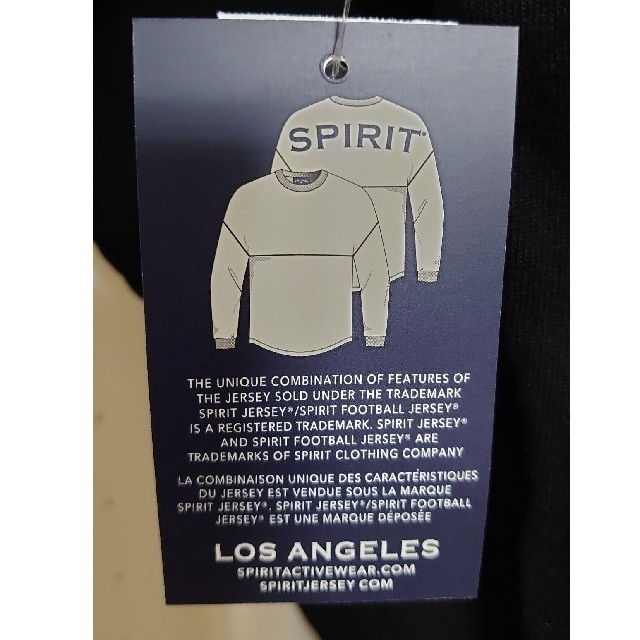 SPIRIT®
THE UNIQUE COMBINATION OF FEATURES OF
THE JERSEY SOLD UNDER THE TRADEMARK
SPIRIT JERSEY®/SPIRIT FOOTBALL JERSEY®
IS A REGISTERED TRADEMARK. SPIRIT JERSEY®
AND SPIRIT FOOTBALL JERSEY® ARE
TRADEMARKS OF SPIRIT CLOTHING COMPANY
LA COMBINAISON UNIQUE DES CARACTÉRISTIQUES
DU JERSEY EST VENDUE SOUS LA MARQUE
SPIRIT JERSEY®. SPIRIT JERSEY®/SPIRIT FOOTBALL
JERSEY® EST UNE MARQUE DÉPOSÉE
LOS ANGELES
SPIRITACTIVEWEAR.COM
SPIRITJERSEY.COM